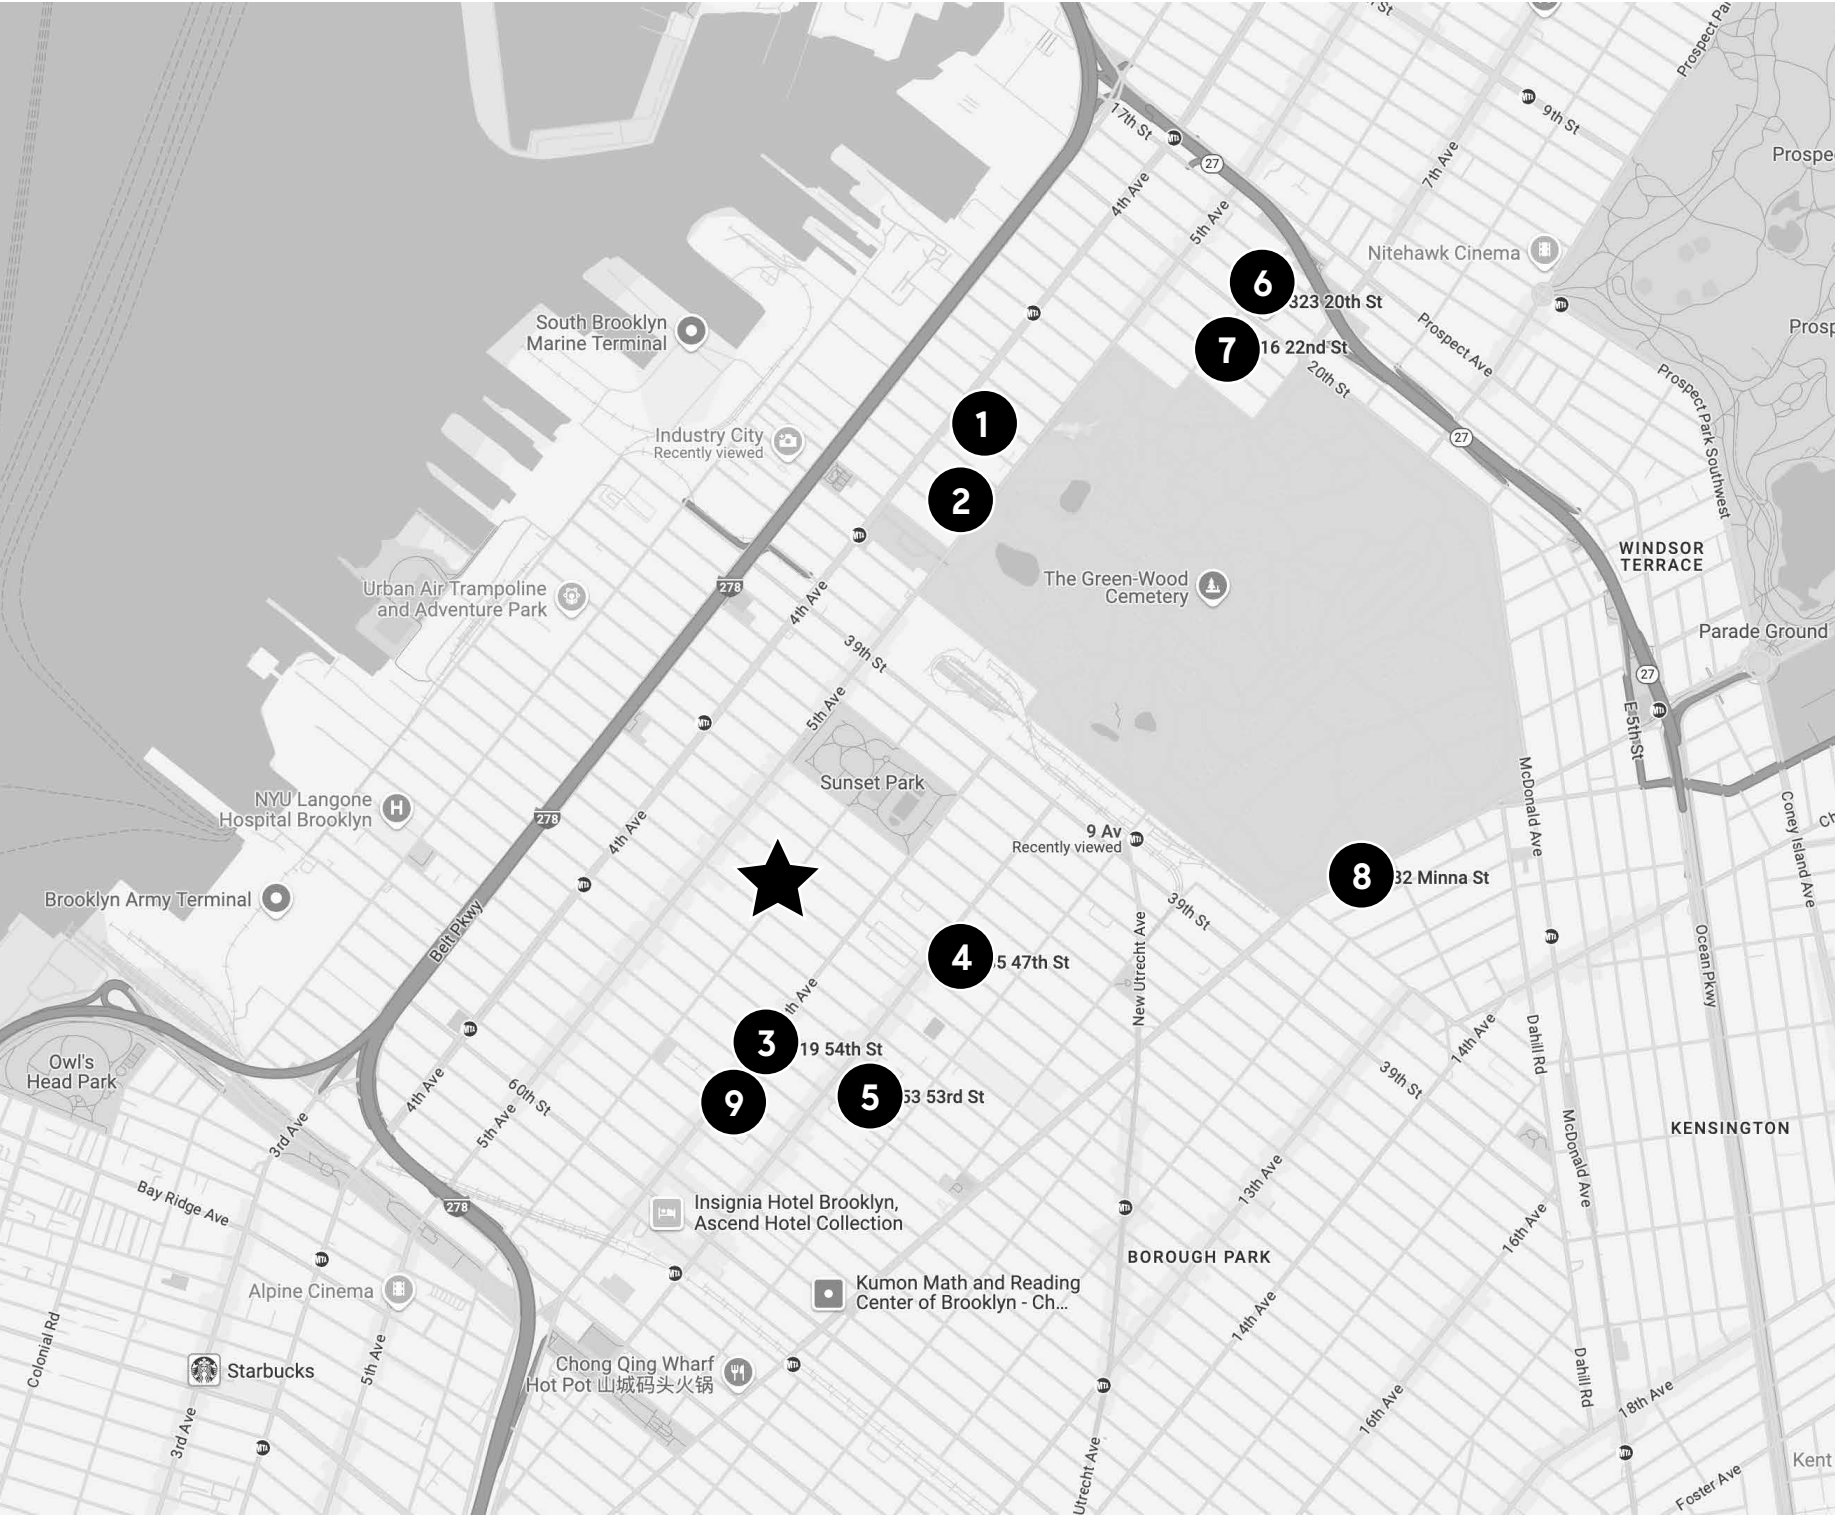 9th St
17th St
27
4th Ave
7th Ave
5th Ave
Nitehawk Cinema
6
323 20th St
South Brooklyn
Marine Terminal
7
16 22nd St
20th St
Prospect Ave
Prospect Park Southwest
1
Industry City
Recently viewed
27
2
WINDSOR
TERRACE
The Green-Wood
Cemetery
Urban Air Trampoline
and Adventure Park
278
4th Ave
39th St
Parade Ground
27
E 5th St
5th Ave
Sunset Park
McDonald Ave
NYU Langone
Hospital Brooklyn
H
278
4th Ave
9 Av
Recently viewed
Coney Island Ave
8
32 Minna St
Brooklyn Army Terminal
Belt Pkwy
39th St
New Utrecht Ave
4
5 47th St
Ocean Pkwy
3
19 54th St
Dahill Rd
14th Ave
Owl's
Head Park
4th Ave
60th St
5th Ave
9
5
53 53rd St
39th St
3rd Ave
McDonald Ave
KENSINGTON
Bay Ridge Ave
278
Insignia Hotel Brooklyn,
Ascend Hotel Collection
13th Ave
16th Ave
BOROUGH PARK
Alpine Cinema
Kumon Math and Reading
Center of Brooklyn - Ch...
14th Ave
Colonial Rd
5th Ave
Starbucks
Chong Qing Wharf
Hot Pot 山城码头火锅
Dahill Rd
16th Ave
18th Ave
3rd Ave
Utrecht Ave
Kent
Foster Ave